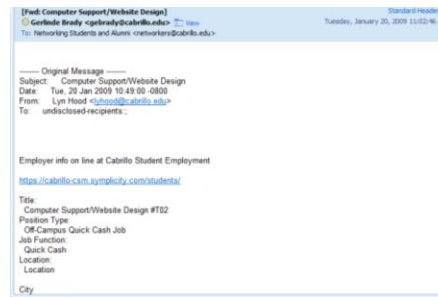 [Fwd: Computer Support/Website Design]
Standard Header
Gerlinde Brady <gebrady@cabrillo.edu> View
Tuesday, January 20, 2009 11:02:46
To: Networking Students and Alumni <networkers@cabrillo.edu>
-------- Original Message --------
Subject: Computer Support/Website Design
Date: Tue, 20 Jan 2009 10:49:00 -0800
From: Lyn Hood <lyhood@cabrillo.edu>
To: undisclosed-recipients:;
Employer info on line at Cabrillo Student Employment
https://cabrillo-csm.symplicity.com/students/
Title:
Computer Support/Website Design #T02
Position Type:
Off-Campus Quick Cash Job
Job Function:
Quick Cash
Location:
Location
City